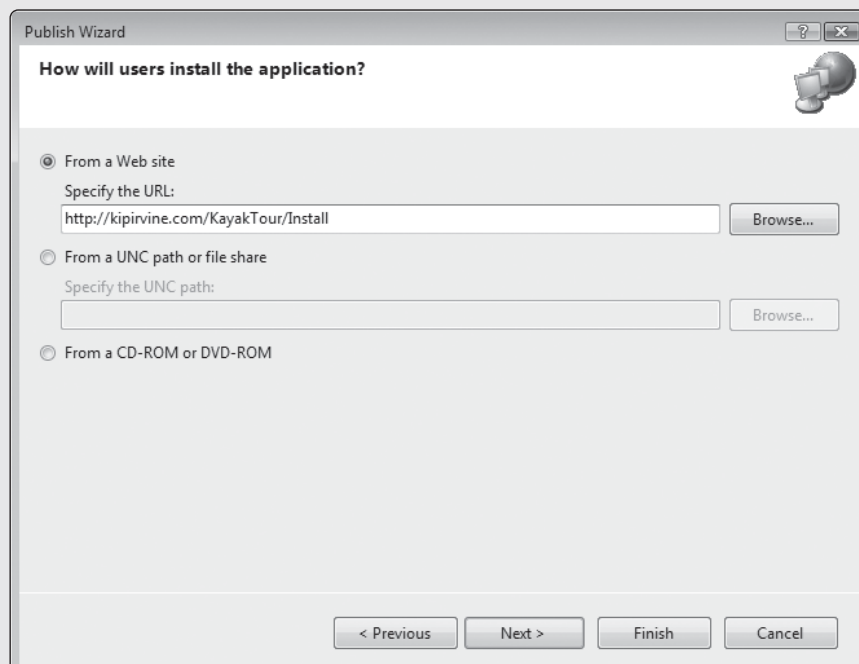 Publish Wizard
?
How will users install the application?
From a Web site
Specify the URL:
http://kipirvine.com/KayakTour/Install
Browse...
From a UNC path or file share
Specify the UNC path:
Browse...
From a CD-ROM or DVD-ROM
< Previous
Next >
Finish
Cancel